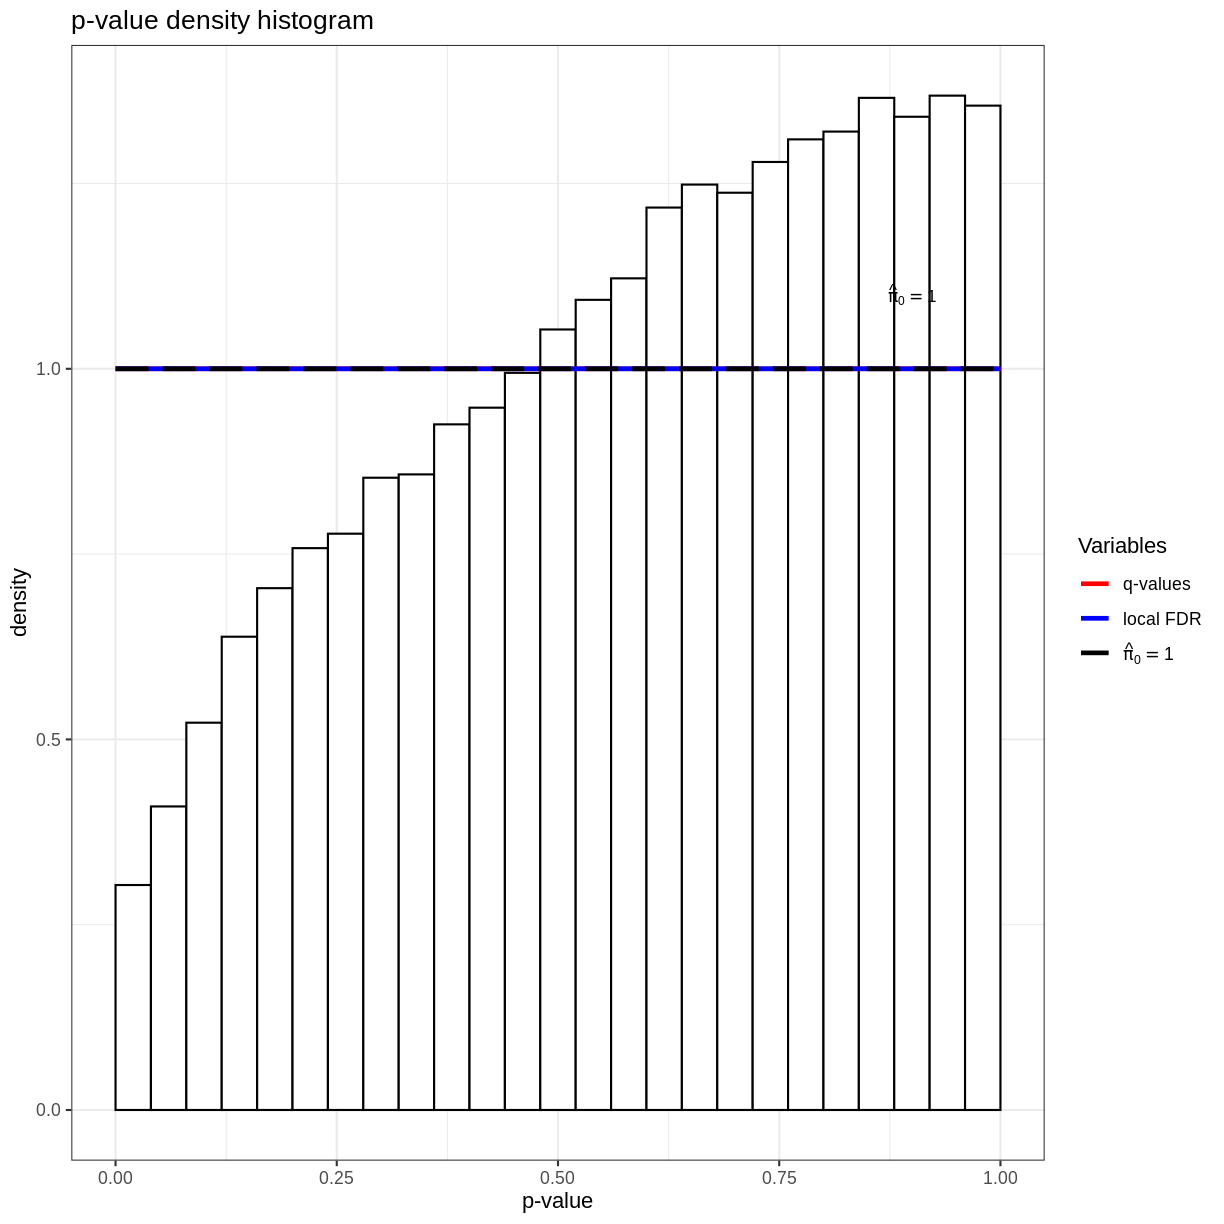 p-value density histogram
π̂₀ = 1
1.0
0.5
0.0
density
0.00 0.25 0.50 0.75 1.00
p-value
Variables
q-values
local FDR
π̂₀ = 1